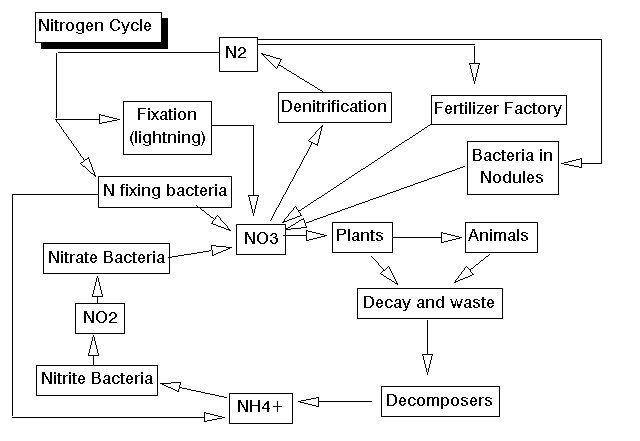 Nitrogen Cycle
N2
Denitrification
Fertilizer Factory
Fixation
(lightning)
Bacteria in
Nodules
N fixing bacteria
NO3
Plants
Animals
Nitrate Bacteria
Decay and waste
NO2
Nitrite Bacteria
NH4+
Decomposers